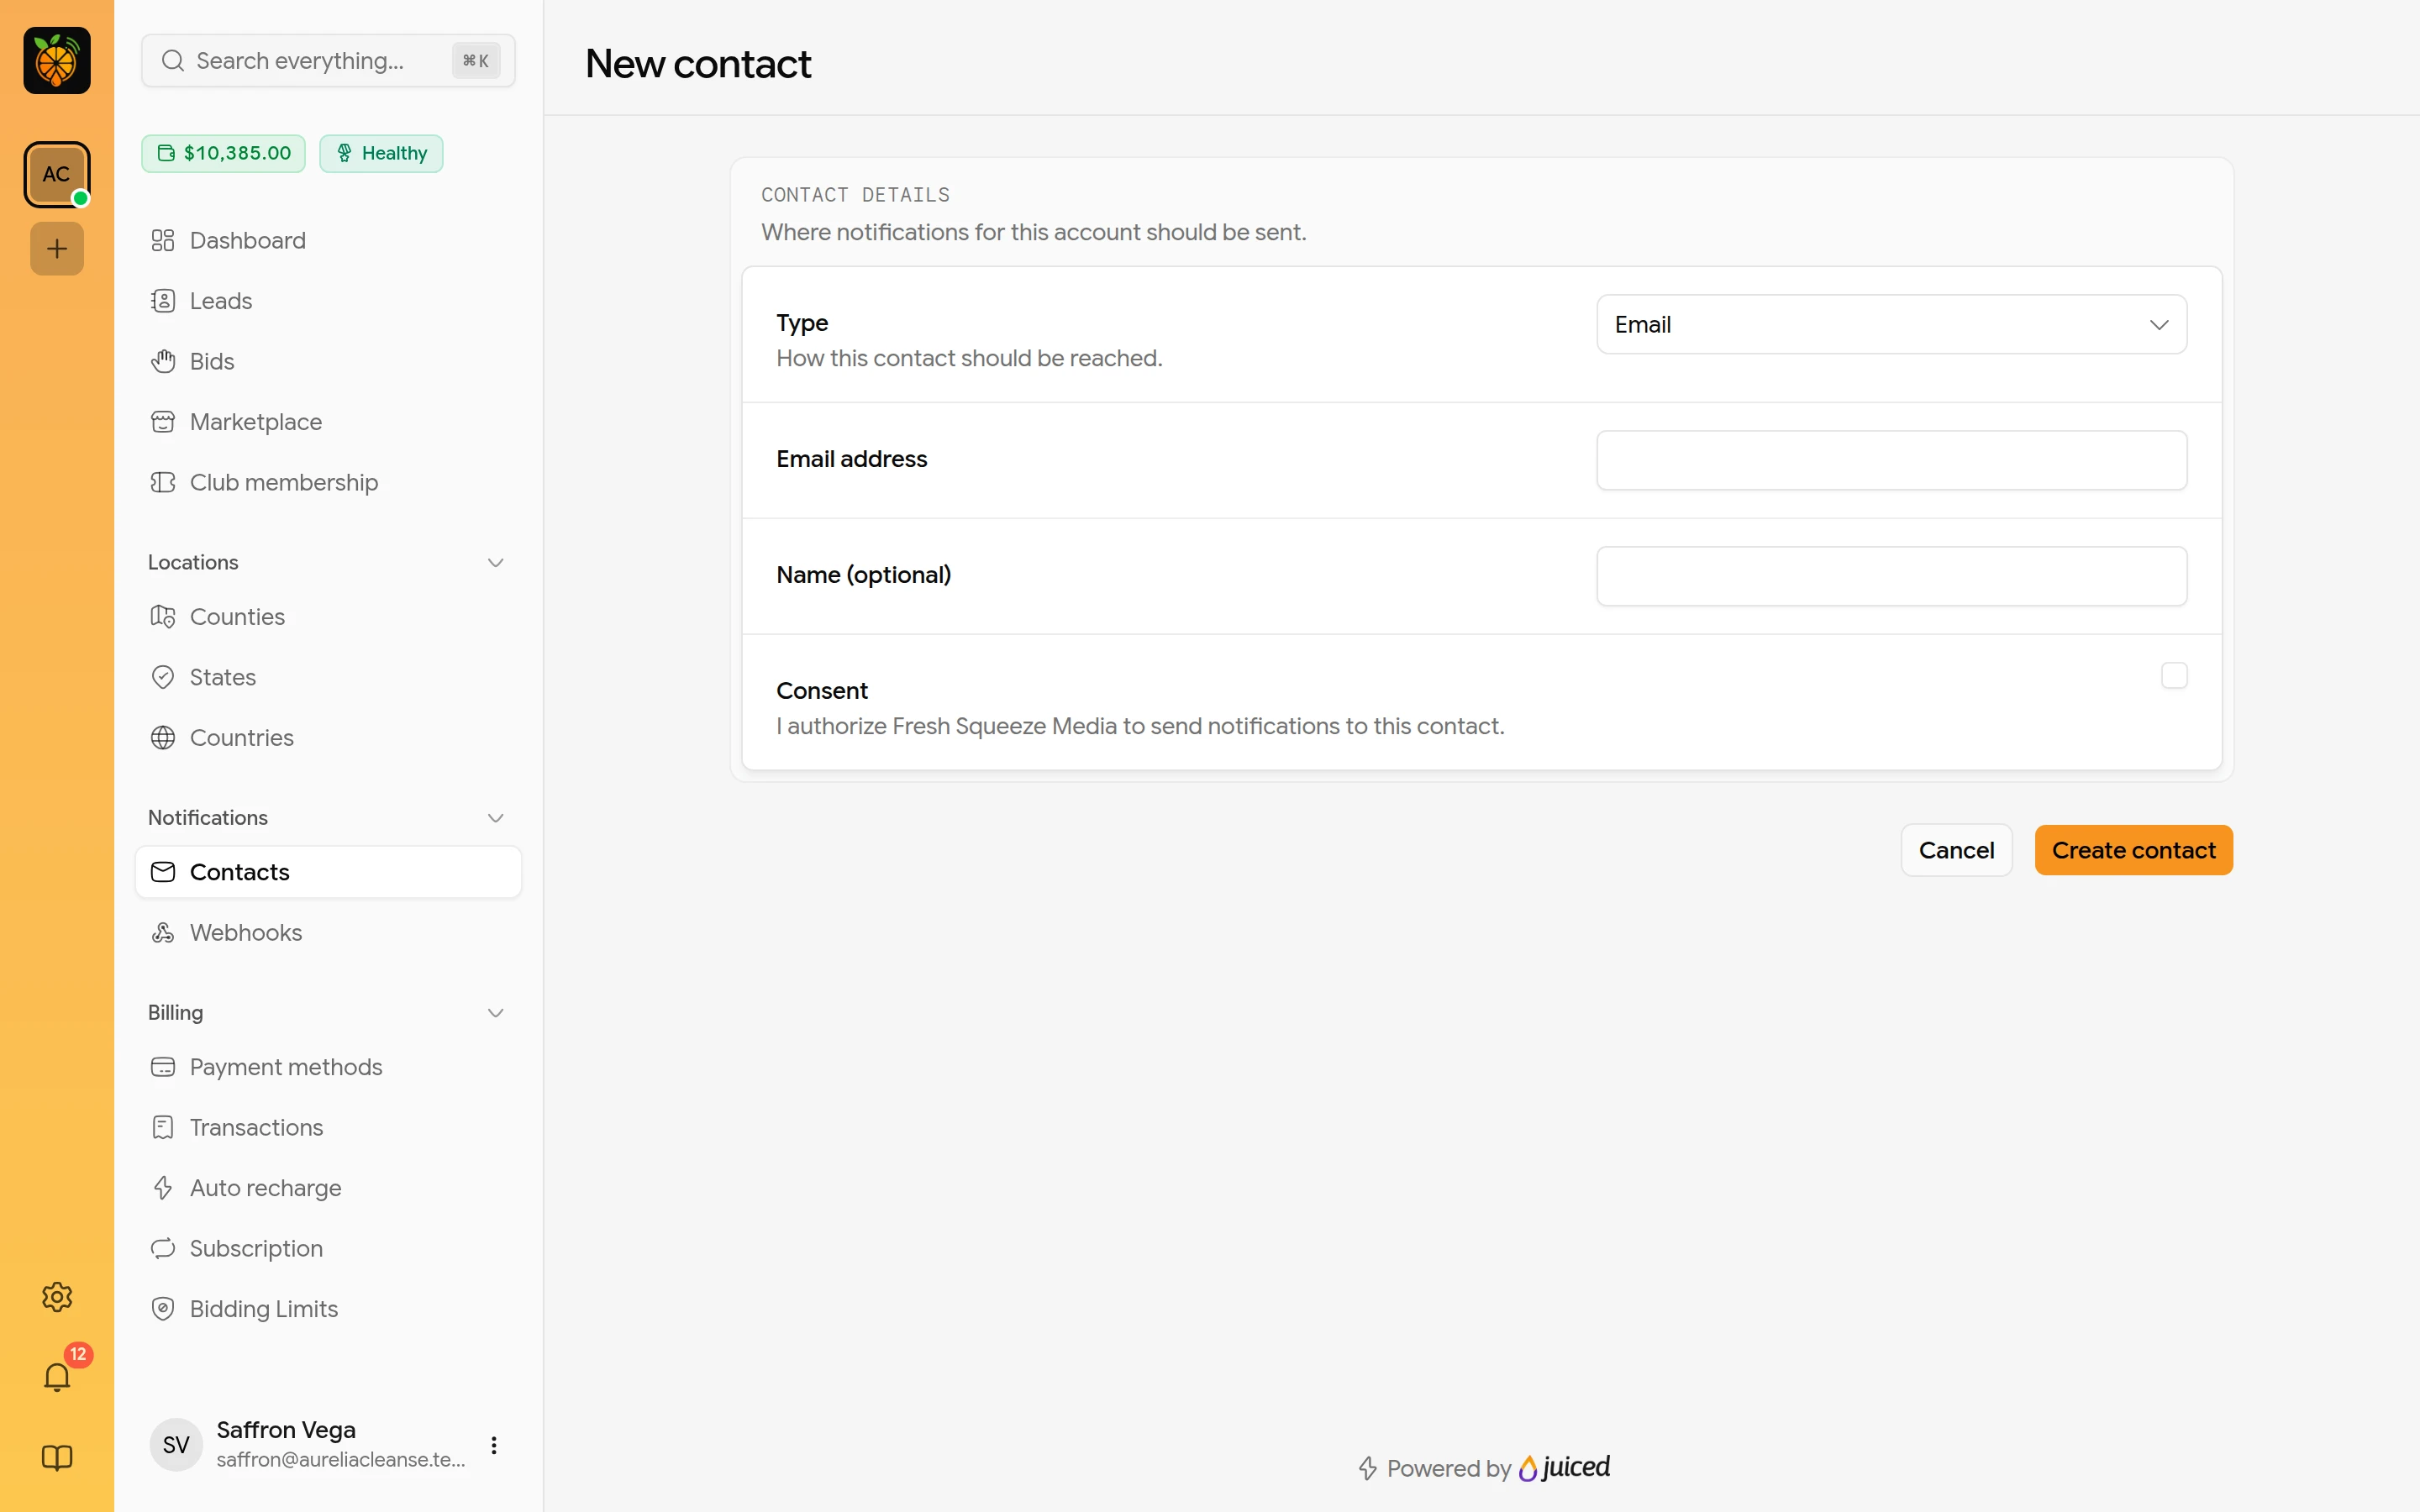 Search everything...
⌘K
AC
$10,385.00
Healthy
Dashboard
Leads
Bids
Marketplace
Club membership
Locations
Counties
States
Countries
Notifications
Contacts
Webhooks
Billing
Payment methods
Transactions
Auto recharge
Subscription
Bidding Limits
12
SV
Saffron Vega
saffron@aureliacleanse.te...
New contact
CONTACT DETAILS
Where notifications for this account should be sent.
Type
How this contact should be reached.
Email
Email address
Name (optional)
Consent
I authorize Fresh Squeeze Media to send notifications to this contact.
Cancel
Create contact
Powered by juiced